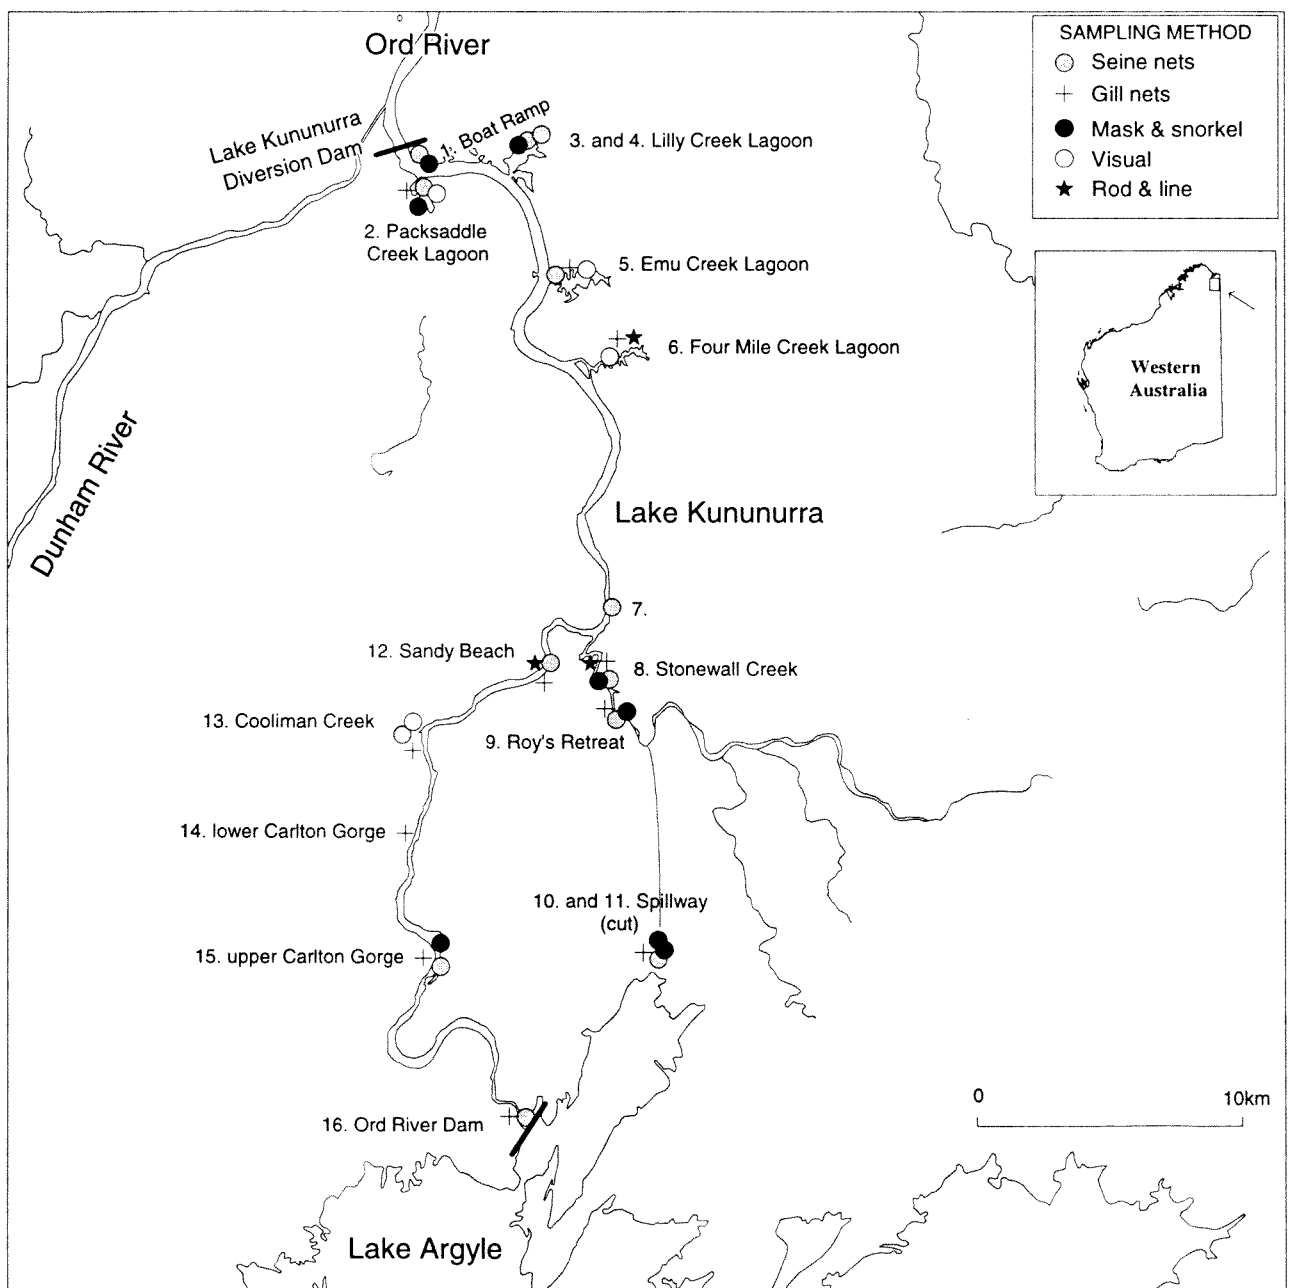 Ord River
SAMPLING METHOD
Seine nets
Gill nets
Mask & snorkel
Visual
Rod & line
Lake Kununurra
Diversion Dam
1. Boat Ramp
3. and 4. Lilly Creek Lagoon
2. Packsaddle
Creek Lagoon
5. Emu Creek Lagoon
6. Four Mile Creek Lagoon
Western
Australia
Dunham River
Lake Kununurra
7.
12. Sandy Beach
8. Stonewall Creek
13. Cooliman Creek
9. Roy's Retreat
14. lower Carlton Gorge
10. and 11. Spillway
(cut)
15. upper Carlton Gorge
0 10km
16. Ord River Dam
Lake Argyle